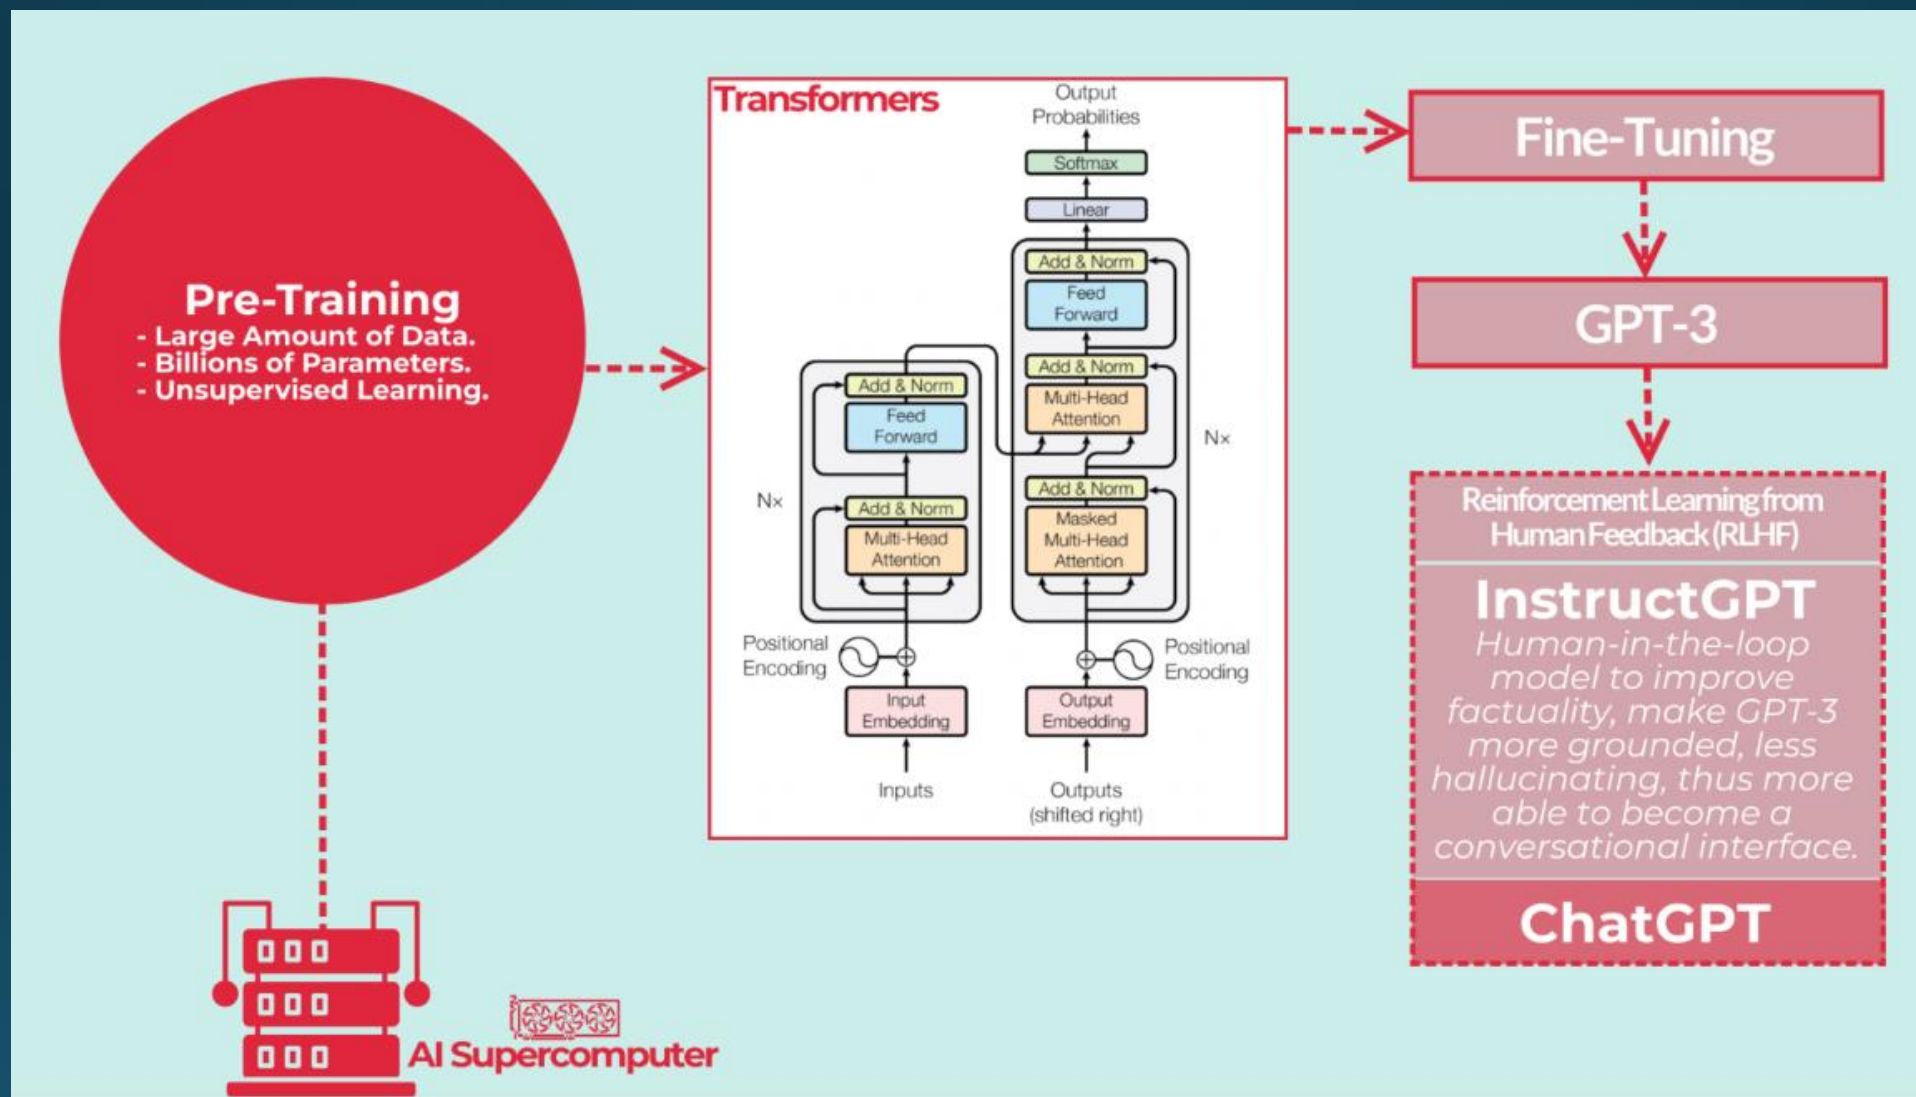 Pre-Training
- Large Amount of Data.
- Billions of Parameters.
- Unsupervised Learning.
AI Supercomputer
Transformers
Output
Probabilities
Softmax
Linear
Add & Norm
Feed
Forward
Add & Norm
Multi-Head
Attention
Nx
Add & Norm
Masked
Multi-Head
Attention
Add & Norm
Feed
Forward
Nx
Add & Norm
Multi-Head
Attention
Positional
Encoding
Positional
Encoding
Input
Embedding
Output
Embedding
Inputs
Outputs
(shifted right)
Fine-Tuning
GPT-3
Reinforcement Learning from
Human Feedback (RLHF)
InstructGPT
Human-in-the-loop
model to improve
factuality, make GPT-3
more grounded, less
hallucinating, thus more
able to become a
conversational interface.
ChatGPT